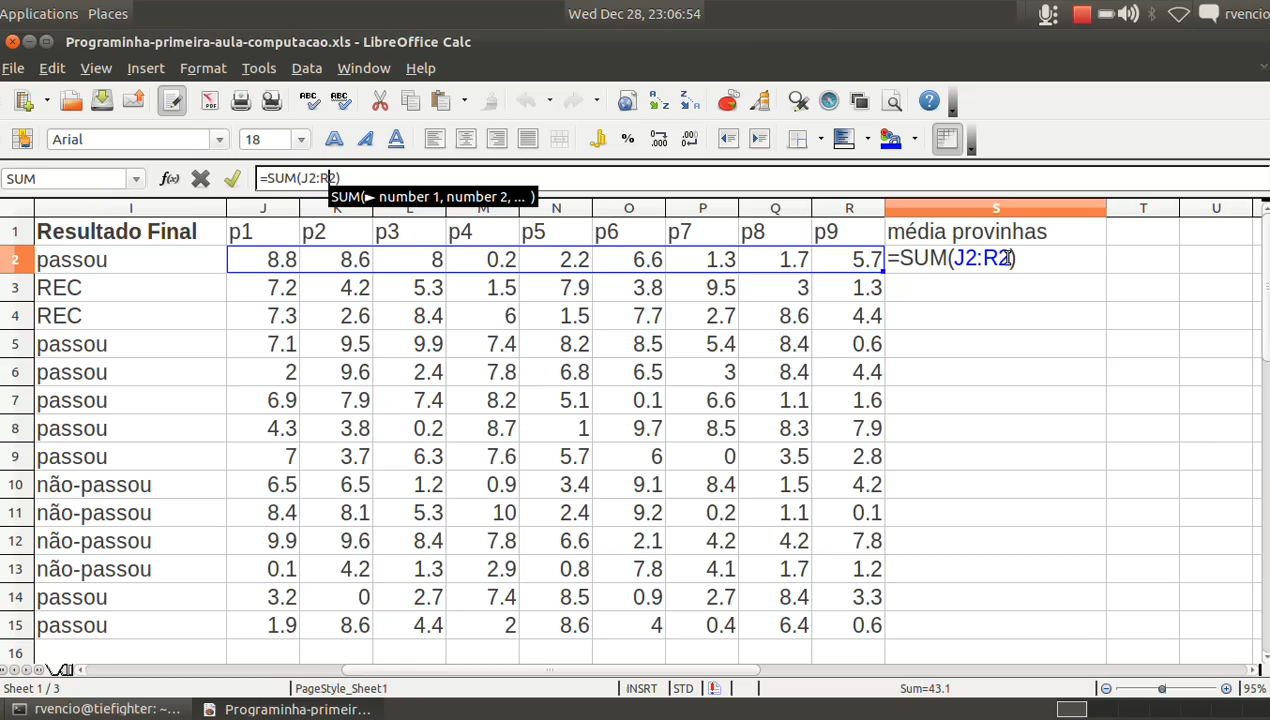 Applications Places Wed Dec 28, 23:06:54 rvencio
Programinha-primeira-aula-computacao.xls - LibreOffice Calc
File Edit View Insert Format Tools Data Window Help
PDF ABC ABC
Arial 18 % .000 .000
SUM =SUM(J2:R2)
SUM(► number 1, number 2, ... )
I J K L M N O P Q R S T U
1 Resultado Final p1 p2 p3 p4 p5 p6 p7 p8 p9 média provinhas
2 passou 8.8 8.6 8 0.2 2.2 6.6 1.3 1.7 5.7 =SUM(J2:R2)
3 REC 7.2 4.2 5.3 1.5 7.9 3.8 9.5 3 1.3
4 REC 7.3 2.6 8.4 6 1.5 7.7 2.7 8.6 4.4
5 passou 7.1 9.5 9.9 7.4 8.2 8.5 5.4 8.4 0.6
6 passou 2 9.6 2.4 7.8 6.8 6.5 3 8.4 4.4
7 passou 6.9 7.9 7.4 8.2 5.1 0.1 6.6 1.1 1.6
8 passou 4.3 3.8 0.2 8.7 1 9.7 8.5 8.3 7.9
9 passou 7 3.7 6.3 7.6 5.7 6 0 3.5 2.8
10 não-passou 6.5 6.5 1.2 0.9 3.4 9.1 8.4 1.5 4.2
11 não-passou 8.4 8.1 5.3 10 2.4 9.2 0.2 1.1 0.1
12 não-passou 9.9 9.6 8.4 7.8 6.6 2.1 4.2 4.2 7.8
13 não-passou 0.1 4.2 1.3 2.9 0.8 7.8 4.1 1.7 1.2
14 passou 3.2 0 2.7 7.4 8.5 0.9 2.7 8.4 3.3
15 passou 1.9 8.6 4.4 2 8.6 4 0.4 6.4 0.6
16
Sheet 1 / 3 PageStyle_Sheet1 INSRT STD Sum=43.1 95%
rvencio@tiefighter: ~... Programinha-primeir...